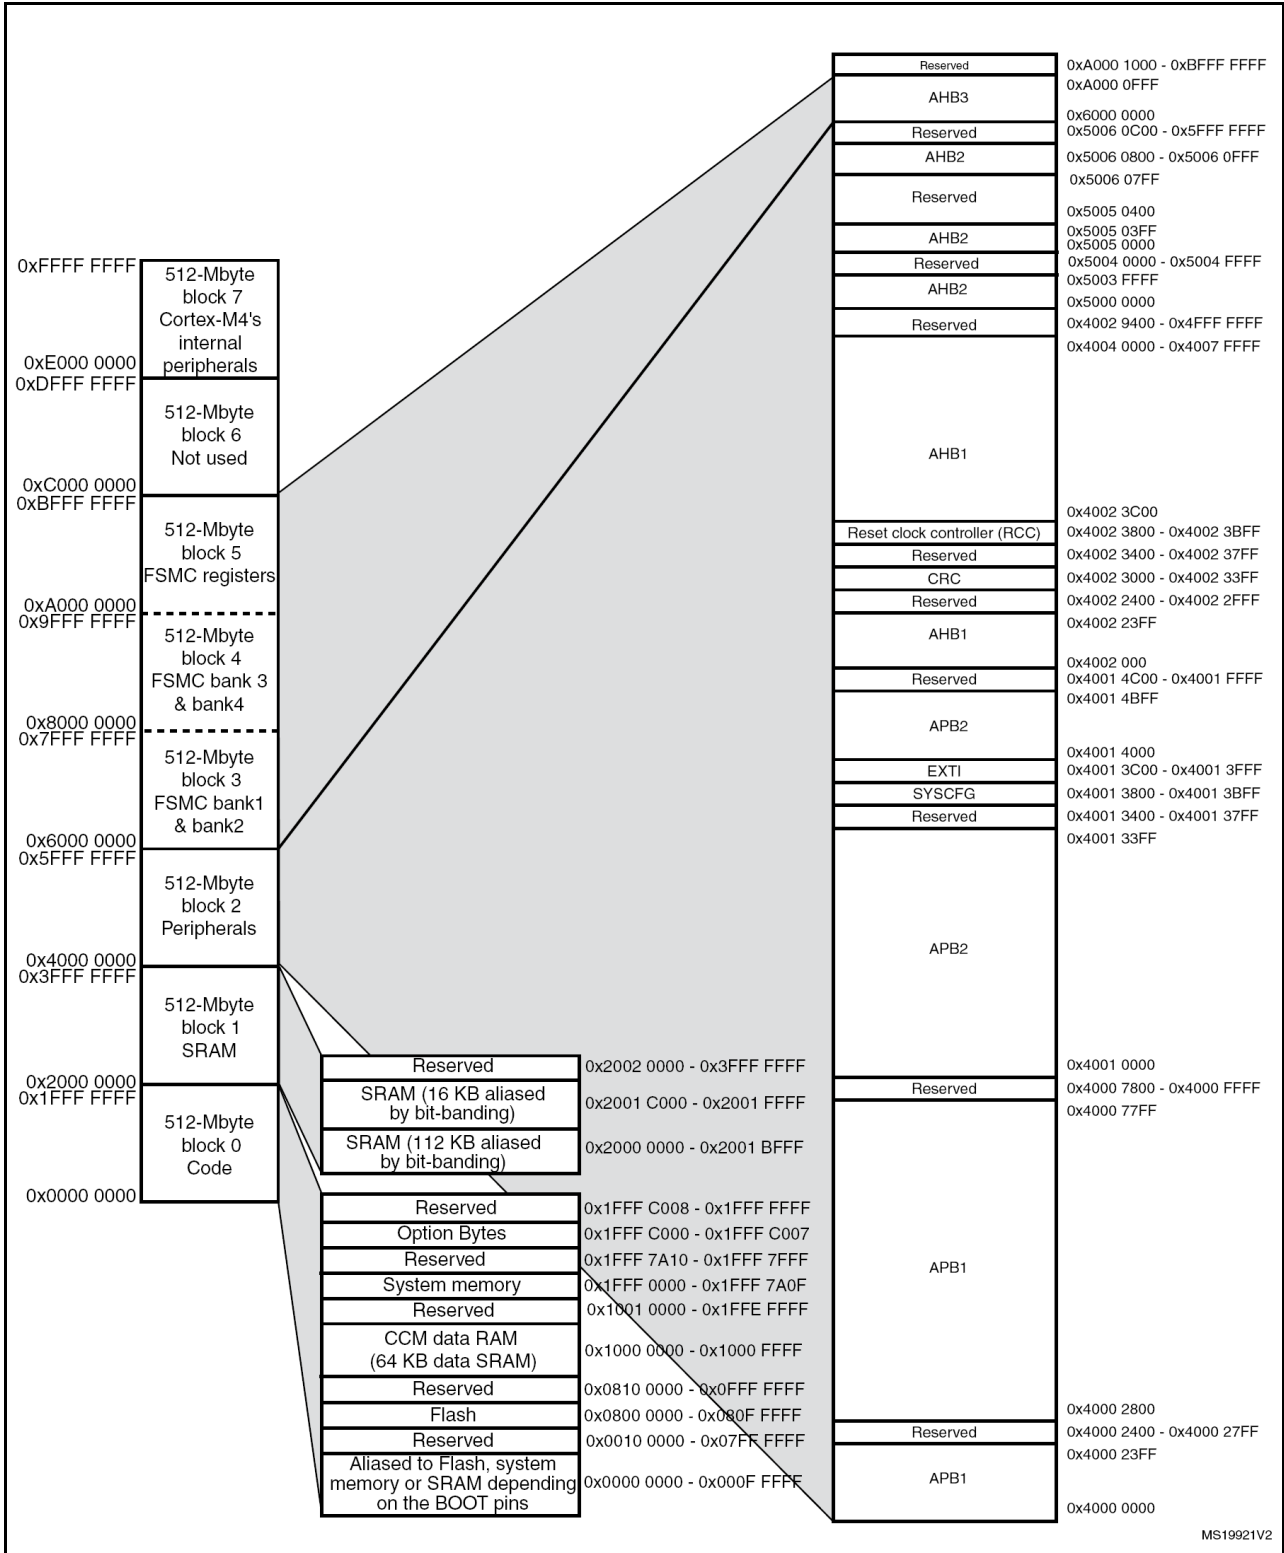 0xFFFF FFFF
512-Mbyte
block 7
Cortex-M4's
internal
peripherals
0xE000 0000
0xDFFF FFFF
512-Mbyte
block 6
Not used
0xC000 0000
0xBFFF FFFF
512-Mbyte
block 5
FSMC registers
0xA000 0000
0x9FFF FFFF
512-Mbyte
block 4
FSMC bank 3
& bank4
0x8000 0000
0x7FFF FFFF
512-Mbyte
block 3
FSMC bank1
& bank2
0x6000 0000
0x5FFF FFFF
512-Mbyte
block 2
Peripherals
0x4000 0000
0x3FFF FFFF
512-Mbyte
block 1
SRAM
0x2000 0000
0x1FFF FFFF
512-Mbyte
block 0
Code
0x0000 0000
Reserved 0x2002 0000 - 0x3FFF FFFF
SRAM (16 KB aliased
by bit-banding)
0x2001 C000 - 0x2001 FFFF
SRAM (112 KB aliased
by bit-banding)
0x2000 0000 - 0x2001 BFFF
Reserved 0x1FFF C008 - 0x1FFF FFFF
Option Bytes 0x1FFF C000 - 0x1FFF C007
Reserved 0x1FFF 7A10 - 0x1FFF 7FFF
System memory 0x1FFF 0000 - 0x1FFF 7A0F
Reserved 0x1001 0000 - 0x1FFE FFFF
CCM data RAM
(64 KB data SRAM)
0x1000 0000 - 0x1000 FFFF
Reserved 0x0810 0000 - 0x0FFF FFFF
Flash 0x0800 0000 - 0x080F FFFF
Reserved 0x0010 0000 - 0x07FF FFFF
Aliased to Flash, system
memory or SRAM depending
on the BOOT pins
0x0000 0000 - 0x000F FFFF
Reserved 0xA000 1000 - 0xBFFF FFFF
0xA000 0FFF
AHB3
0x6000 0000
Reserved 0x5006 0C00 - 0x5FFF FFFF
AHB2 0x5006 0800 - 0x5006 0FFF
0x5006 07FF
Reserved
0x5005 0400
0x5005 03FF
AHB2
0x5005 0000
Reserved 0x5004 0000 - 0x5004 FFFF
0x5003 FFFF
AHB2
0x5000 0000
Reserved 0x4002 9400 - 0x4FFF FFFF
0x4004 0000 - 0x4007 FFFF
AHB1
0x4002 3C00
Reset clock controller (RCC) 0x4002 3800 - 0x4002 3BFF
Reserved 0x4002 3400 - 0x4002 37FF
CRC 0x4002 3000 - 0x4002 33FF
Reserved 0x4002 2400 - 0x4002 2FFF
0x4002 23FF
AHB1
0x4002 000
Reserved 0x4001 4C00 - 0x4001 FFFF
0x4001 4BFF
APB2
0x4001 4000
EXTI 0x4001 3C00 - 0x4001 3FFF
SYSCFG 0x4001 3800 - 0x4001 3BFF
Reserved 0x4001 3400 - 0x4001 37FF
0x4001 33FF
APB2
0x4001 0000
Reserved 0x4000 7800 - 0x4000 FFFF
0x4000 77FF
APB1
0x4000 2800
Reserved 0x4000 2400 - 0x4000 27FF
0x4000 23FF
APB1
0x4000 0000
MS19921V2